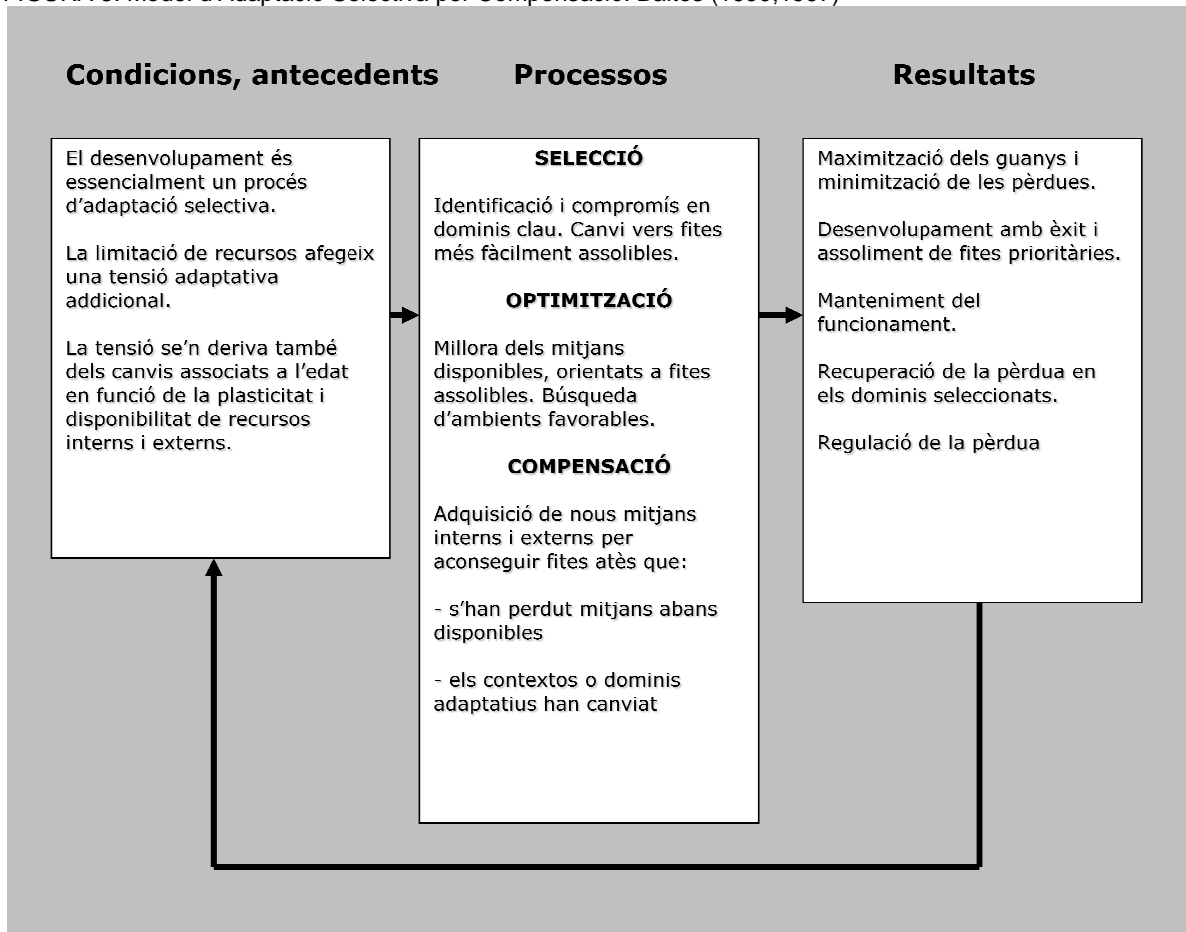 Model d'Adaptació Selectiva per Compensació. Baltes
Condicions, antecedents
Processos
Resultats
El desenvolupament és
essencialment un procés
d'adaptació selectiva.
La limitació de recursos afegeix
una tensió adaptativa
addicional.
La tensió se'n deriva també
dels canvis associats a l'edat
en funció de la plasticitat i
disponibilitat de recursos
interns i externs.
SELECCIÓ
Identificació i compromís en
dominis clau. Canvi vers fites
més fàcilment assolibles.
OPTIMITZACIÓ
Millora dels mitjans
disponibles, orientats a fites
assolibles. Búsqueda
d'ambients favorables.
COMPENSACIÓ
Adquisició de nous mitjans
interns i externs per
aconseguir fites atès que:
- s'han perdut mitjans abans
disponibles
- els contextos o dominis
adaptatius han canviat
Maximització dels guanys i
minimització de les pèrdues.
Desenvolupament amb èxit i
assoliment de fites prioritàries.
Manteniment del
funcionament.
Recuperació de la pèrdua en
els dominis seleccionats.
Regulació de la pèrdua